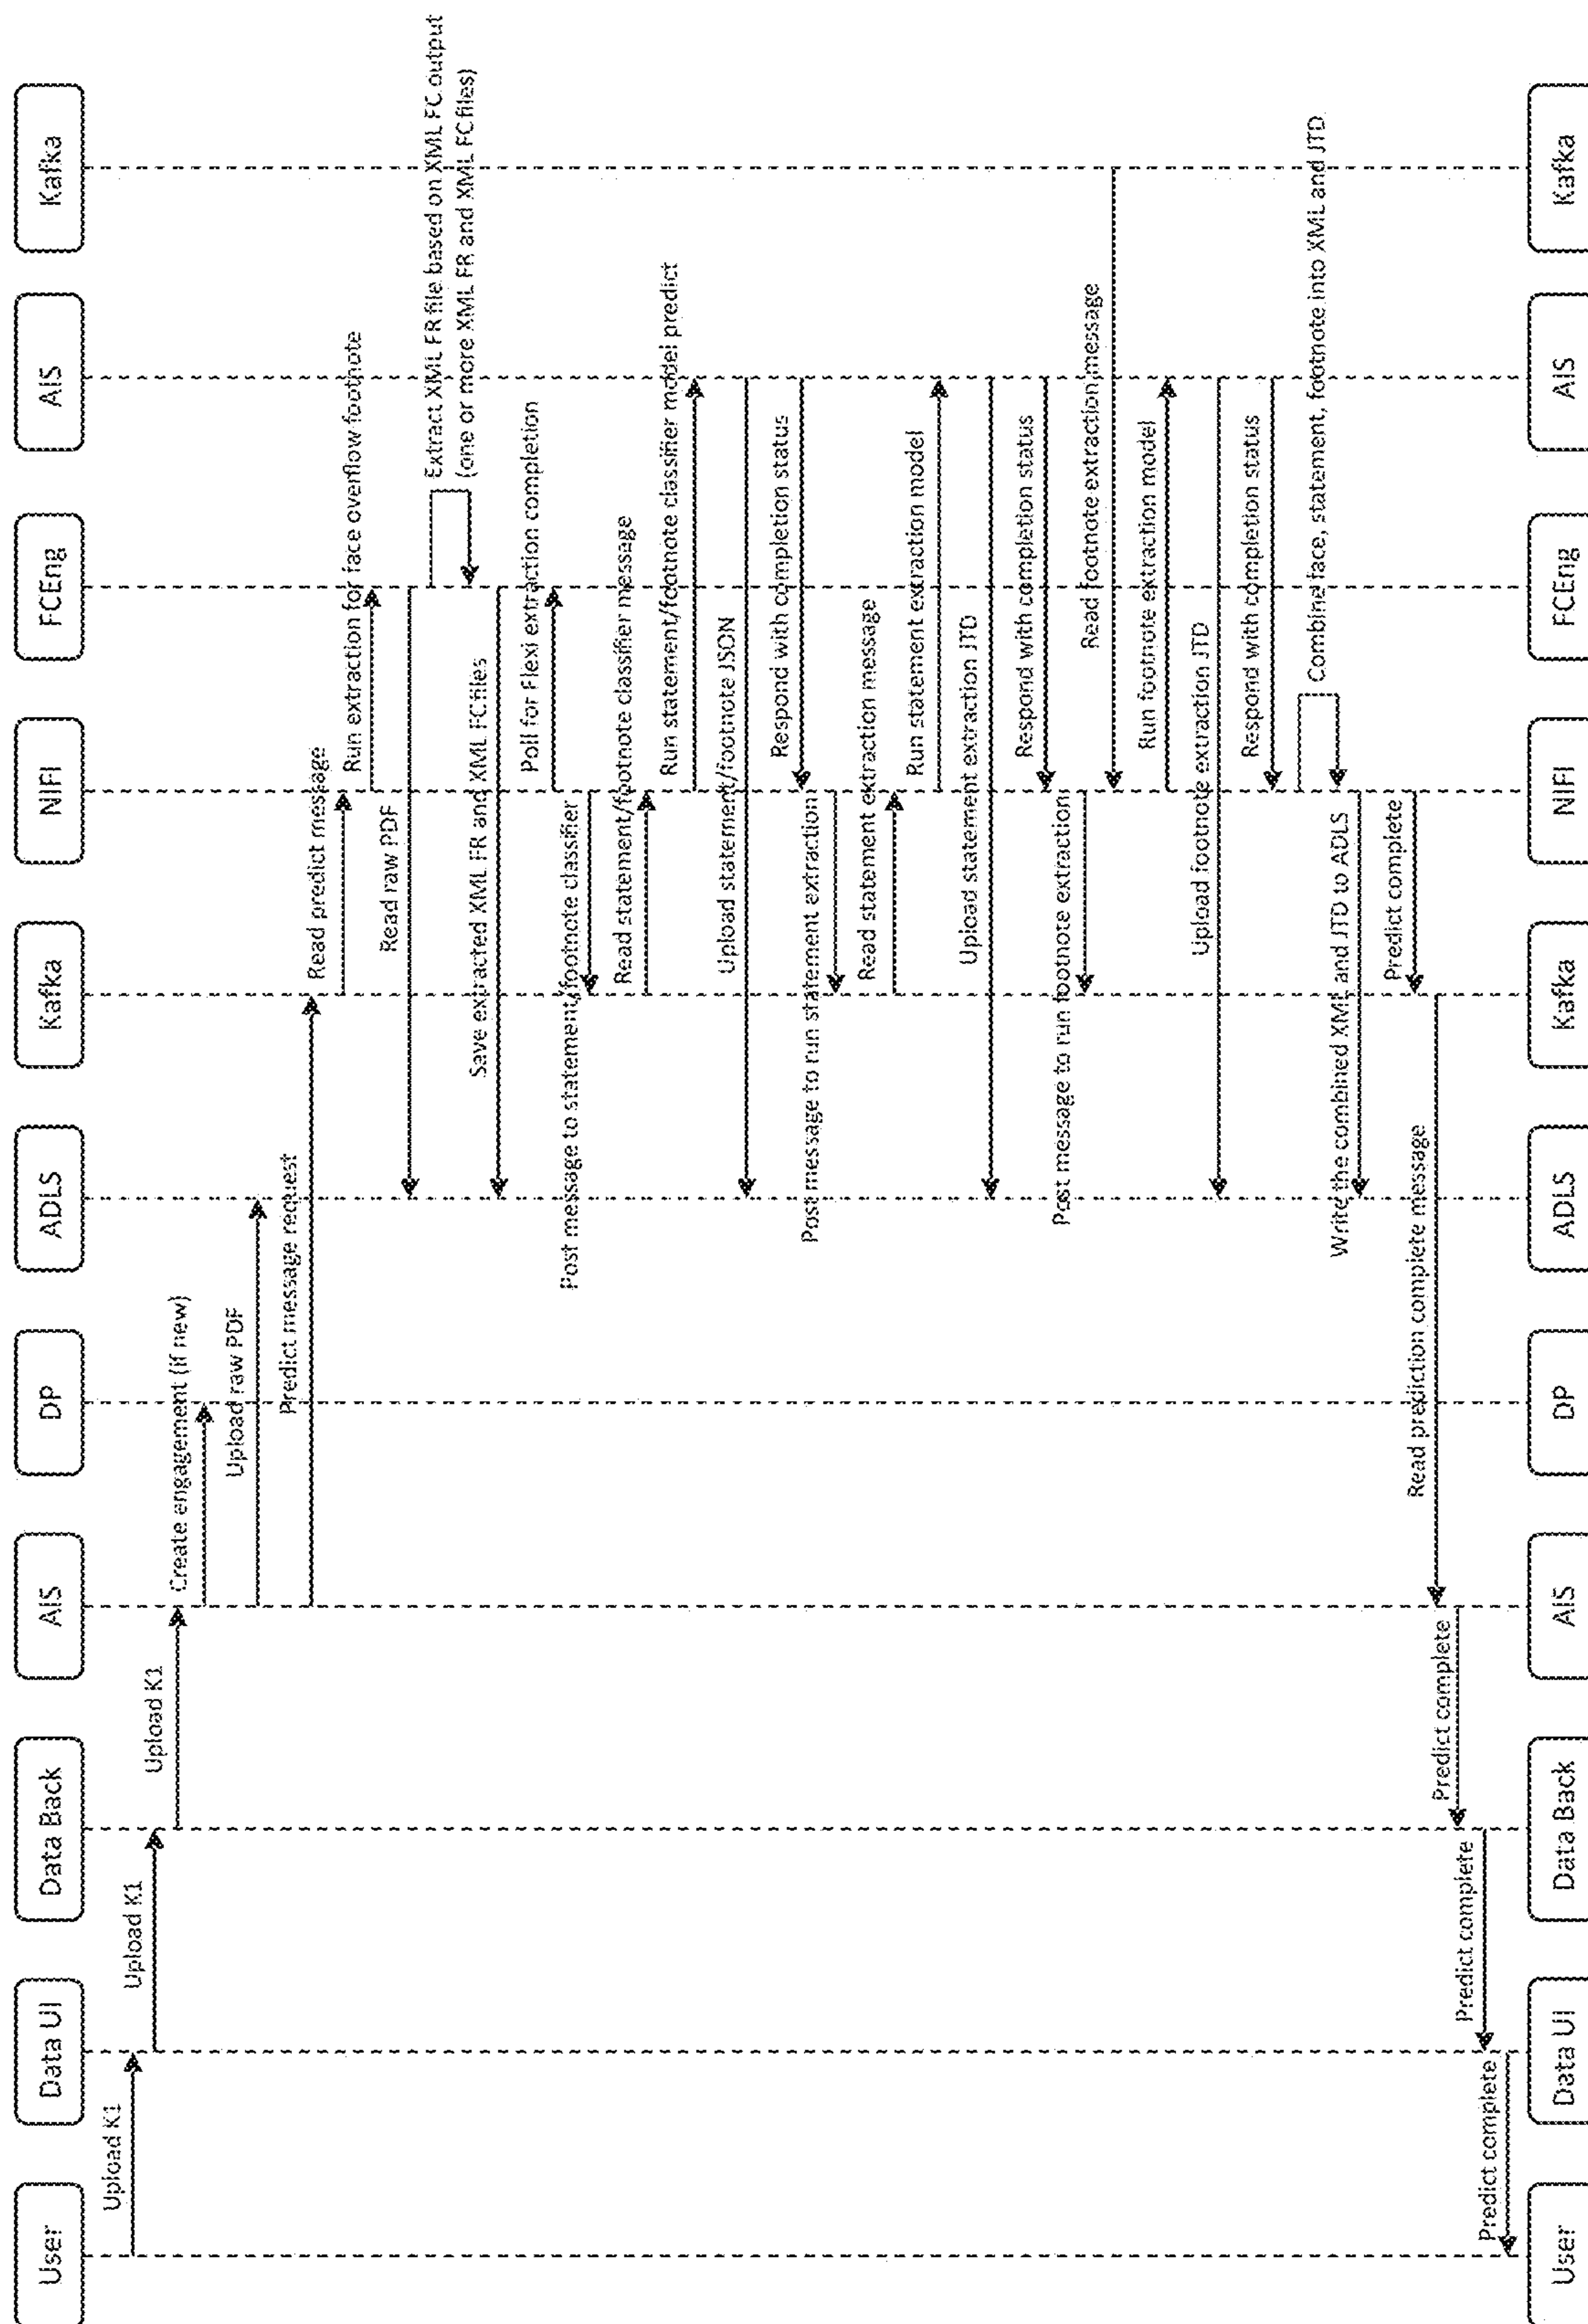 User
Data UI
Data Back
AIS
DP
ADLS
Kafka
NIFI
FCEng
AIS
Kafka
Upload K1
Upload K1
Upload K1
Create engagement (if new)
Upload raw PDF
Predict message request
Read predict message
Run extraction for face overflow footnote
Read raw PDF
Extract XML FR file based on XML FC output
(one or more XML FR and XML FC files)
Save extracted XML FR and XML FC files
Poll for Flexi extraction completion
Post message to statement/footnote classifier
Read statement/footnote classifier message
Run statement/footnote classifier model predict
Upload statement/footnote JSON
Respond with completion status
Post message to run statement extraction
Read statement extraction message
Run statement extraction model
Upload statement extraction JTD
Respond with completion status
Post message to run footnote extraction
Read footnote extraction message
Run footnote extraction model
Upload footnote extraction JTD
Respond with completion status
Combine face, statement, footnote into XML and JTD
Write the combined XML and JTD to ADLS
Predict complete
Read prediction complete message
Predict complete
Predict complete
Predict complete
User
Data UI
Data Back
AIS
DP
ADLS
Kafka
NIFI
FCEng
AIS
Kafka